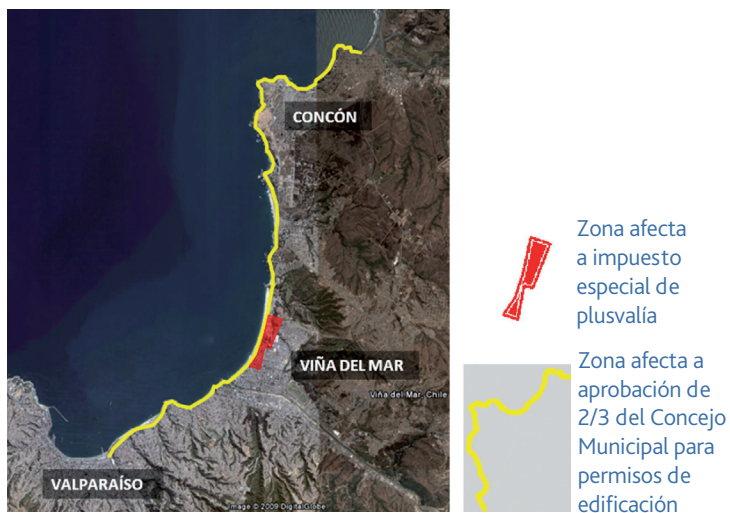 CONCÓN
VIÑA DEL MAR
Viña del Mar, Chile
VALPARAÍSO
Image © 2009 DigitalGlobe
Zona afecta
a impuesto
especial de
plusvalía
Zona afecta a
aprobación de
2/3 del Concejo
Municipal para
permisos de
edificación